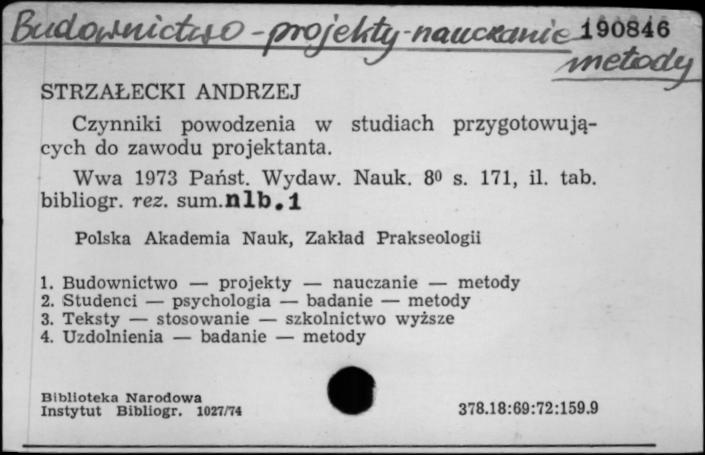 Budownictwo - projekty - nauczanie 190846
metody
STRZAŁECKI ANDRZEJ
Czynniki powodzenia w studiach przygotowują-
cych do zawodu projektanta.
Wwa 1973 Państ. Wydaw. Nauk. 8⁰ s. 171, il. tab.
bibliogr. rez. sum. nlb. 1
Polska Akademia Nauk, Zakład Prakseologii
1. Budownictwo — projekty — nauczanie — metody
2. Studenci — psychologia — badanie — metody
3. Teksty — stosowanie — szkolnictwo wyższe
4. Uzdolnienia — badanie — metody
Biblioteka Narodowa
Instytut Bibliogr. 1027/74 378.18:69:72:159.9